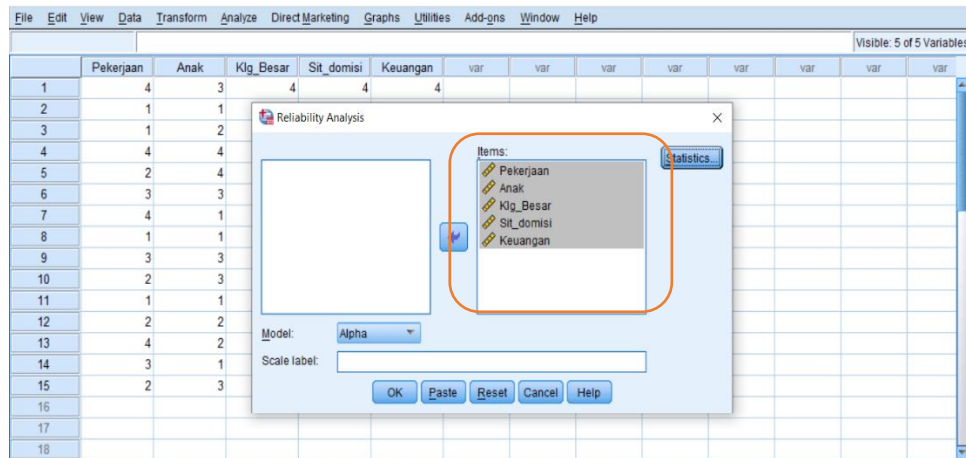 File Edit View Data Transform Analyze Direct Marketing Graphs Utilities Add-ons Window Help
Visible: 5 of 5 Variables
Pekerjaan Anak Klg_Besar Sit_domisi Keuangan var var var var var var var var
1 4 3 4 4 4
2 1 1
3 1 2
4 4 4
5 2 4
6 3 3
7 4 1
8 1 1
9 3 3
10 2 3
11 1 1
12 2 2
13 4 2
14 3 1
15 2 3
16
17
18
Reliability Analysis
Items:
Statistics...
Pekerjaan
Anak
Klg_Besar
Sit_domisi
Keuangan
Model: Alpha
Scale label:
OK Paste Reset Cancel Help